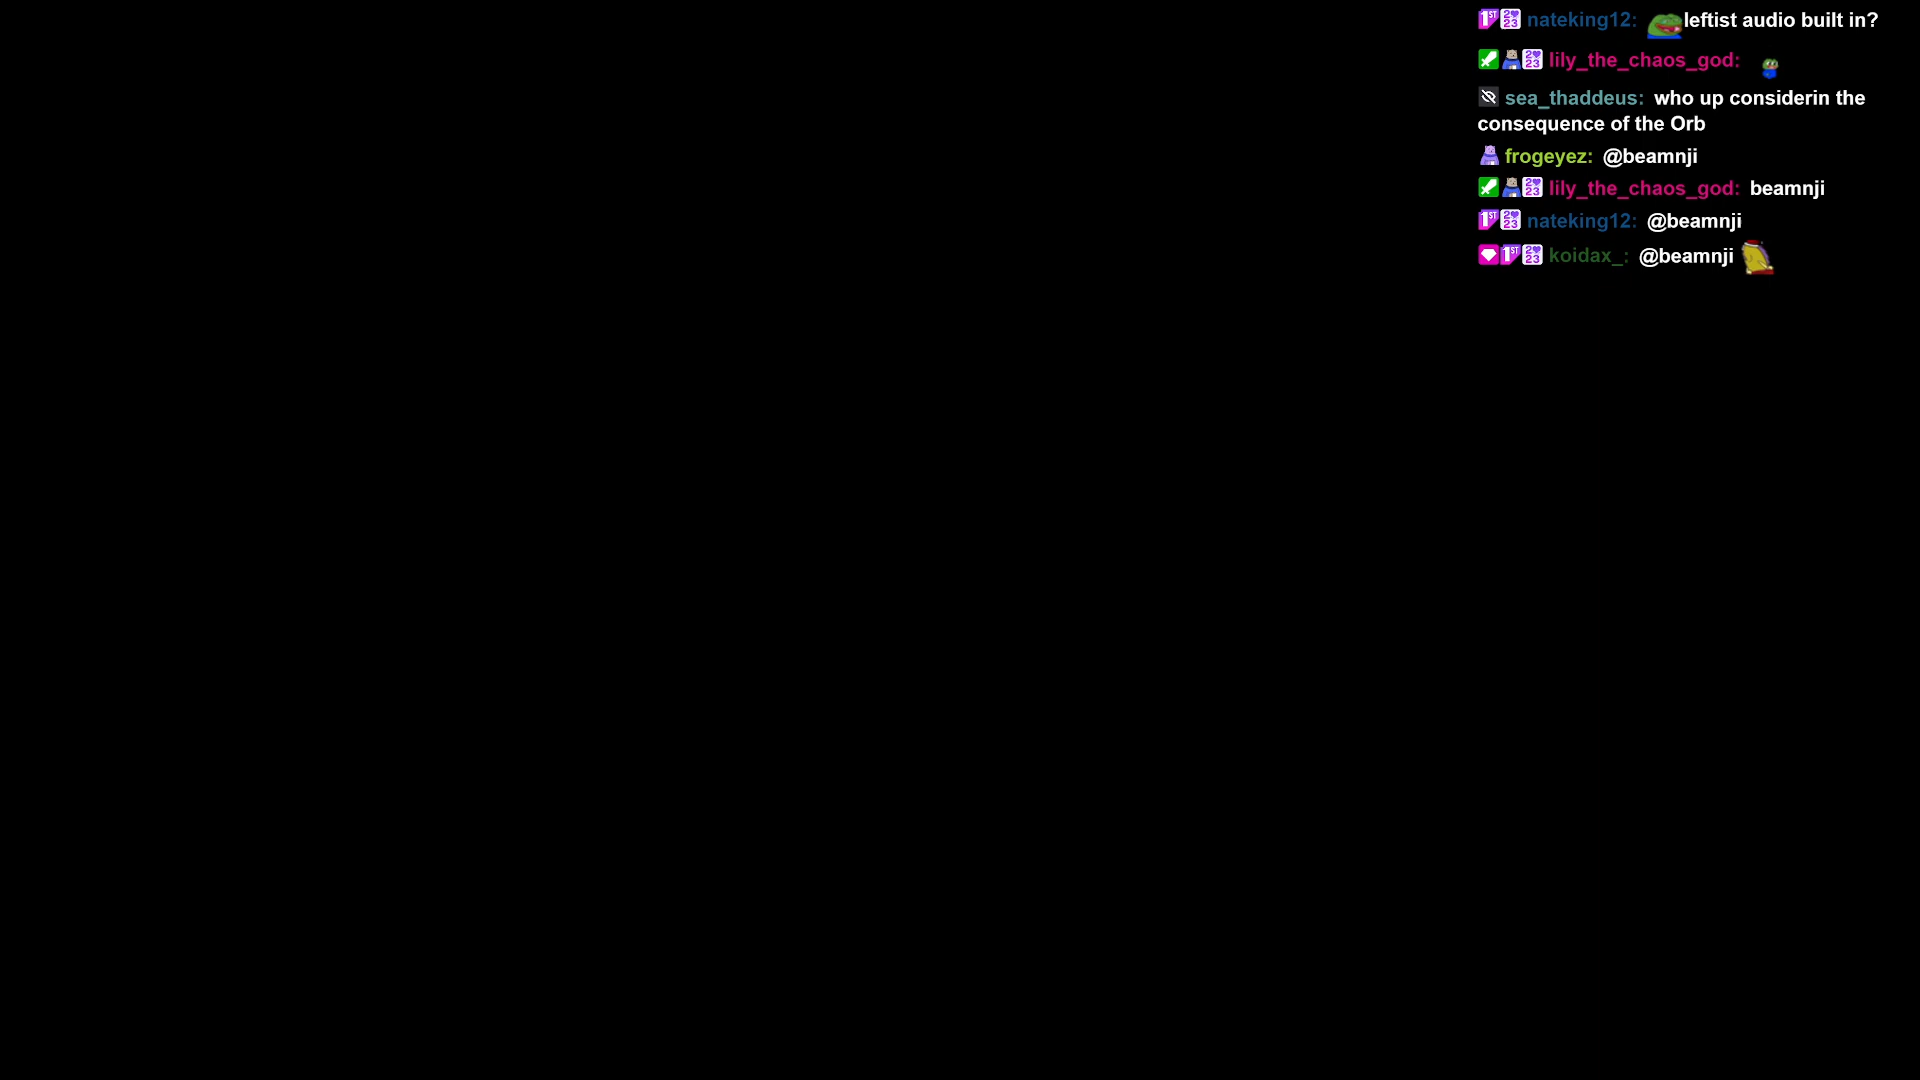 nateking12: leftist audio built in?
lily_the_chaos_god:
sea_thaddeus: who up considerin the
consequence of the Orb
frogeyez: @beamnji
lily_the_chaos_god: beamnji
nateking12: @beamnji
koidax_: @beamnji